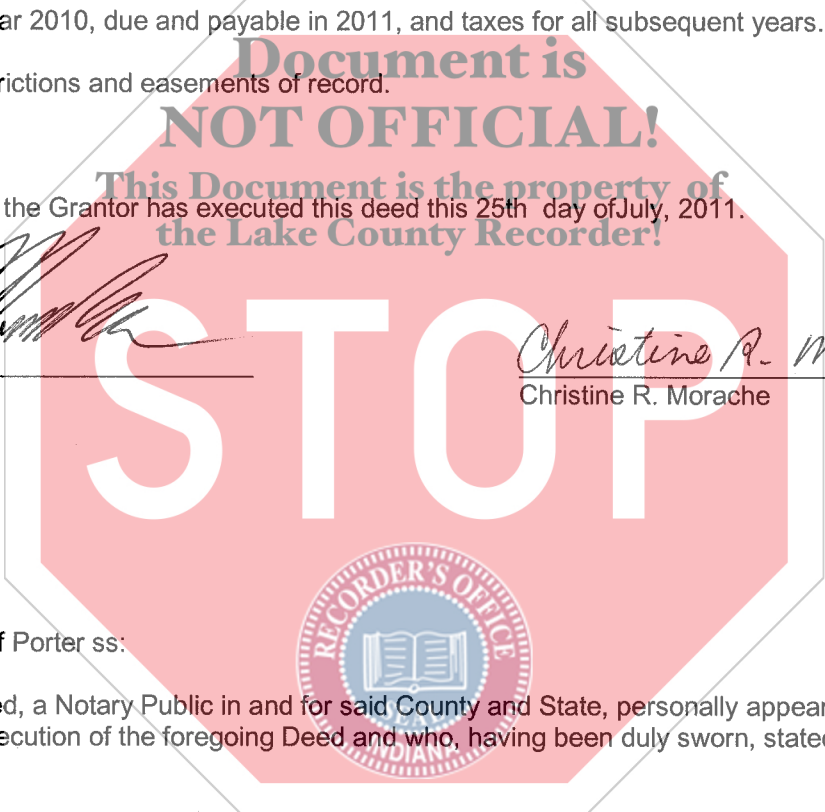 ar 2010, due and payable in 2011, and taxes for all subsequent years.
Document is
rictions and easements of record.
NOT OFFICIAL!
This Document is the property of
the Grantor has executed this deed this 25th day ofJuly, 2011.
the Lake County Recorder!
STOP
Christine R. M
Christine R. Morache
RECORDER'S OFFICE
f Porter ss:
ed, a Notary Public in and for said County and State, personally appear
SEAL
ecution of the foregoing Deed and who, having been duly sworn, stated
INDIANA